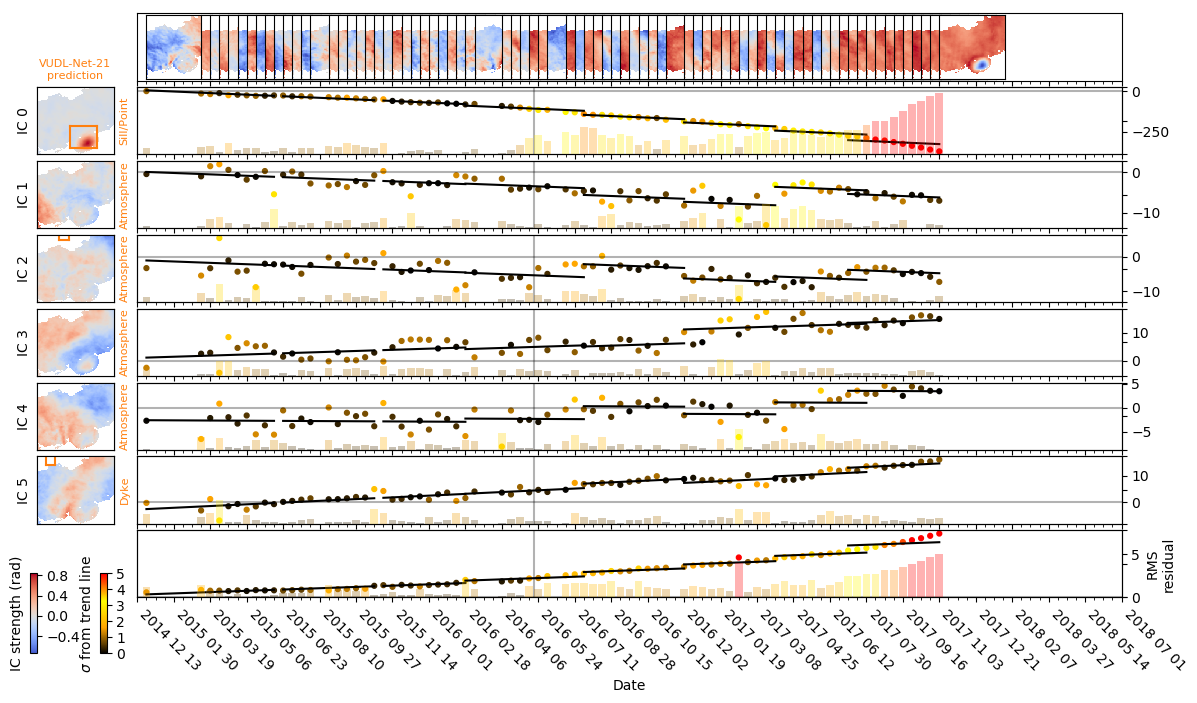 VUDL-Net-21
prediction
IC 0
Sill/Point
0
−250
IC 1
Atmosphere
0
−10
IC 2
Atmosphere
0
−10
IC 3
Atmosphere
10
0
IC 4
Atmosphere
5
0
−5
IC 5
Dyke
10
0
IC strength (rad)
0.8
0.4
0.0
−0.4
σ from trend line
5
4
3
2
1
0
5
0
RMS
residual
2014 12 13
2015 01 30
2015 03 19
2015 05 06
2015 06 23
2015 08 10
2015 09 27
2015 11 14
2016 01 01
2016 02 18
2016 04 06
2016 05 24
2016 07 11
2016 08 28
2016 10 15
2016 12 02
2017 01 19
2017 03 08
2017 04 25
2017 06 12
2017 07 30
2017 09 16
2017 11 03
2017 12 21
2018 02 07
2018 03 27
2018 05 14
2018 07 01
Date